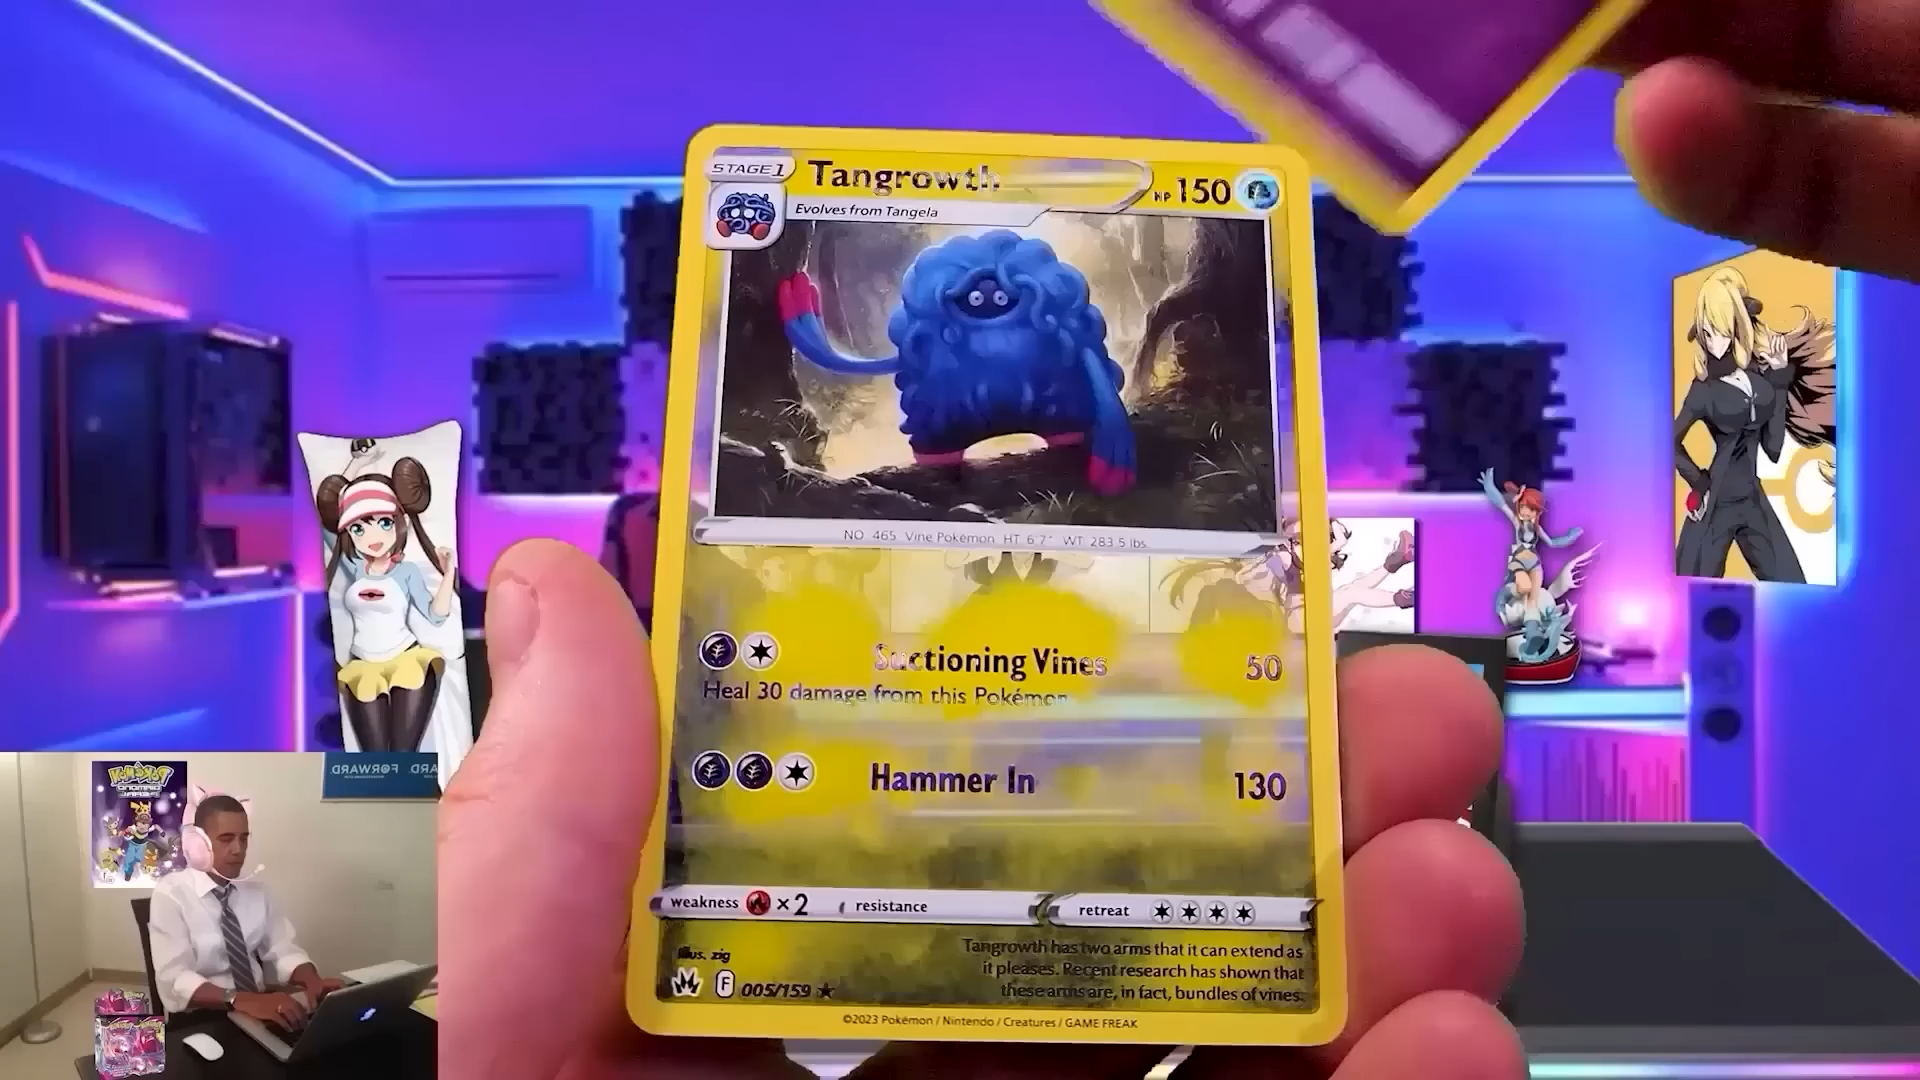 STAGE 1
Tangrowth
HP 150
Evolves from Tangela
NO. 465 Vine Pokémon HT: 6'7" WT: 283.5 lbs.
Suctioning Vines 50
Heal 30 damage from this Pokémon
Hammer In 130
weakness ×2 resistance retreat
Illus. zig
Tangrowth has two arms that it can extend as
it pleases. Recent research has shown that
these arms are, in fact, bundles of vines.
F 005/159 ★
©2023 Pokémon / Nintendo / Creatures / GAME FREAK
POKÉMON
FORWARD.